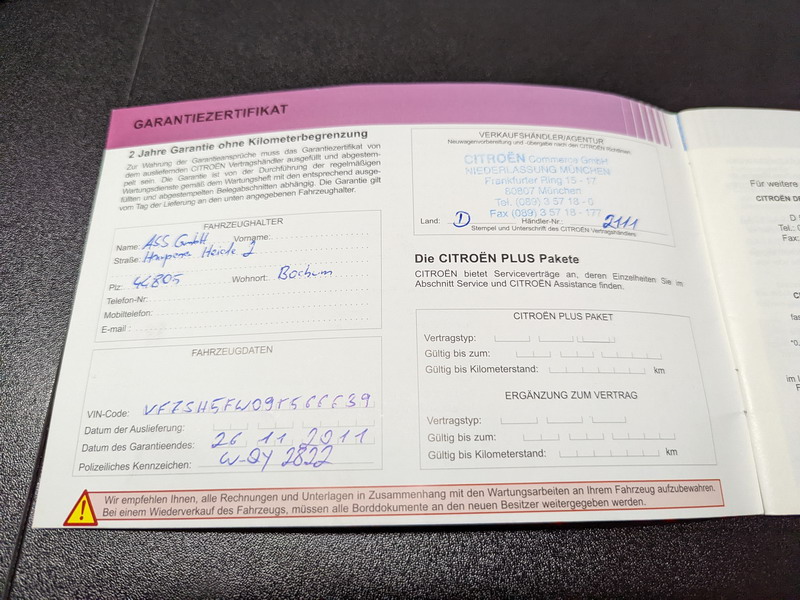 GARANTIEZERTIFIKAT
2 Jahre Garantie ohne Kilometerbegrenzung
Zur Wahrung der Garantieansprüche muss das Garantiezertifikat von
dem ausliefernden CITROËN Vertragshändler ausgefüllt und abgestem-
pelt sein. Die Garantie ist von der Durchführung der regelmäßigen
Wartungsdienste gemäß dem Wartungsheft mit den entsprechend ausge-
füllten und abgestempelten Belegabschnitten abhängig. Die Garantie gilt
vom Tag der Lieferung an den unten angegebenen Fahrzeughalter.
FAHRZEUGHALTER
Name: ASS GmbH Vorname:
Straße: Heide 2
Plz: 44805 Wohnort: Bochum
Telefon-Nr:
Mobiltelefon:
E-mail :
FAHRZEUGDATEN
VIN-Code:
Datum der Auslieferung:
Datum des Garantieendes: 26 11 2011
Polizeiliches Kennzeichen: W-QY 2822
VERKAUFSHÄNDLER/AGENTUR
Neuwagenvorbereitung und -übergabe nach den CITROËN Richtlinien:
CITROËN Commerce GmbH
NIEDERLASSUNG MÜNCHEN
Frankfurter Ring 15 - 17
80807 München
Tel. (089) 3 57 18 - 0
Fax (089) 3 57 18 - 177
Land: D Händler-Nr.: 2111
Stempel und Unterschrift des CITROËN Vertragshändlers:
Die CITROËN PLUS Pakete
CITROËN bietet Serviceverträge an, deren Einzelheiten Sie im
Abschnitt Service und CITROËN Assistance finden.
CITROËN PLUS PAKET
Vertragstyp:
Gültig bis zum:
Gültig bis Kilometerstand: km
ERGÄNZUNG ZUM VERTRAG
Vertragstyp:
Gültig bis zum:
Gültig bis Kilometerstand: km
Wir empfehlen Ihnen, alle Rechnungen und Unterlagen in Zusammenhang mit den Wartungsarbeiten an Ihrem Fahrzeug aufzubewahren.
Bei einem Wiederverkauf des Fahrzeugs, müssen alle Borddokumente an den neuen Besitzer weitergegeben werden.
Für weitere
CITROËN DE
Tel.:
Fax: